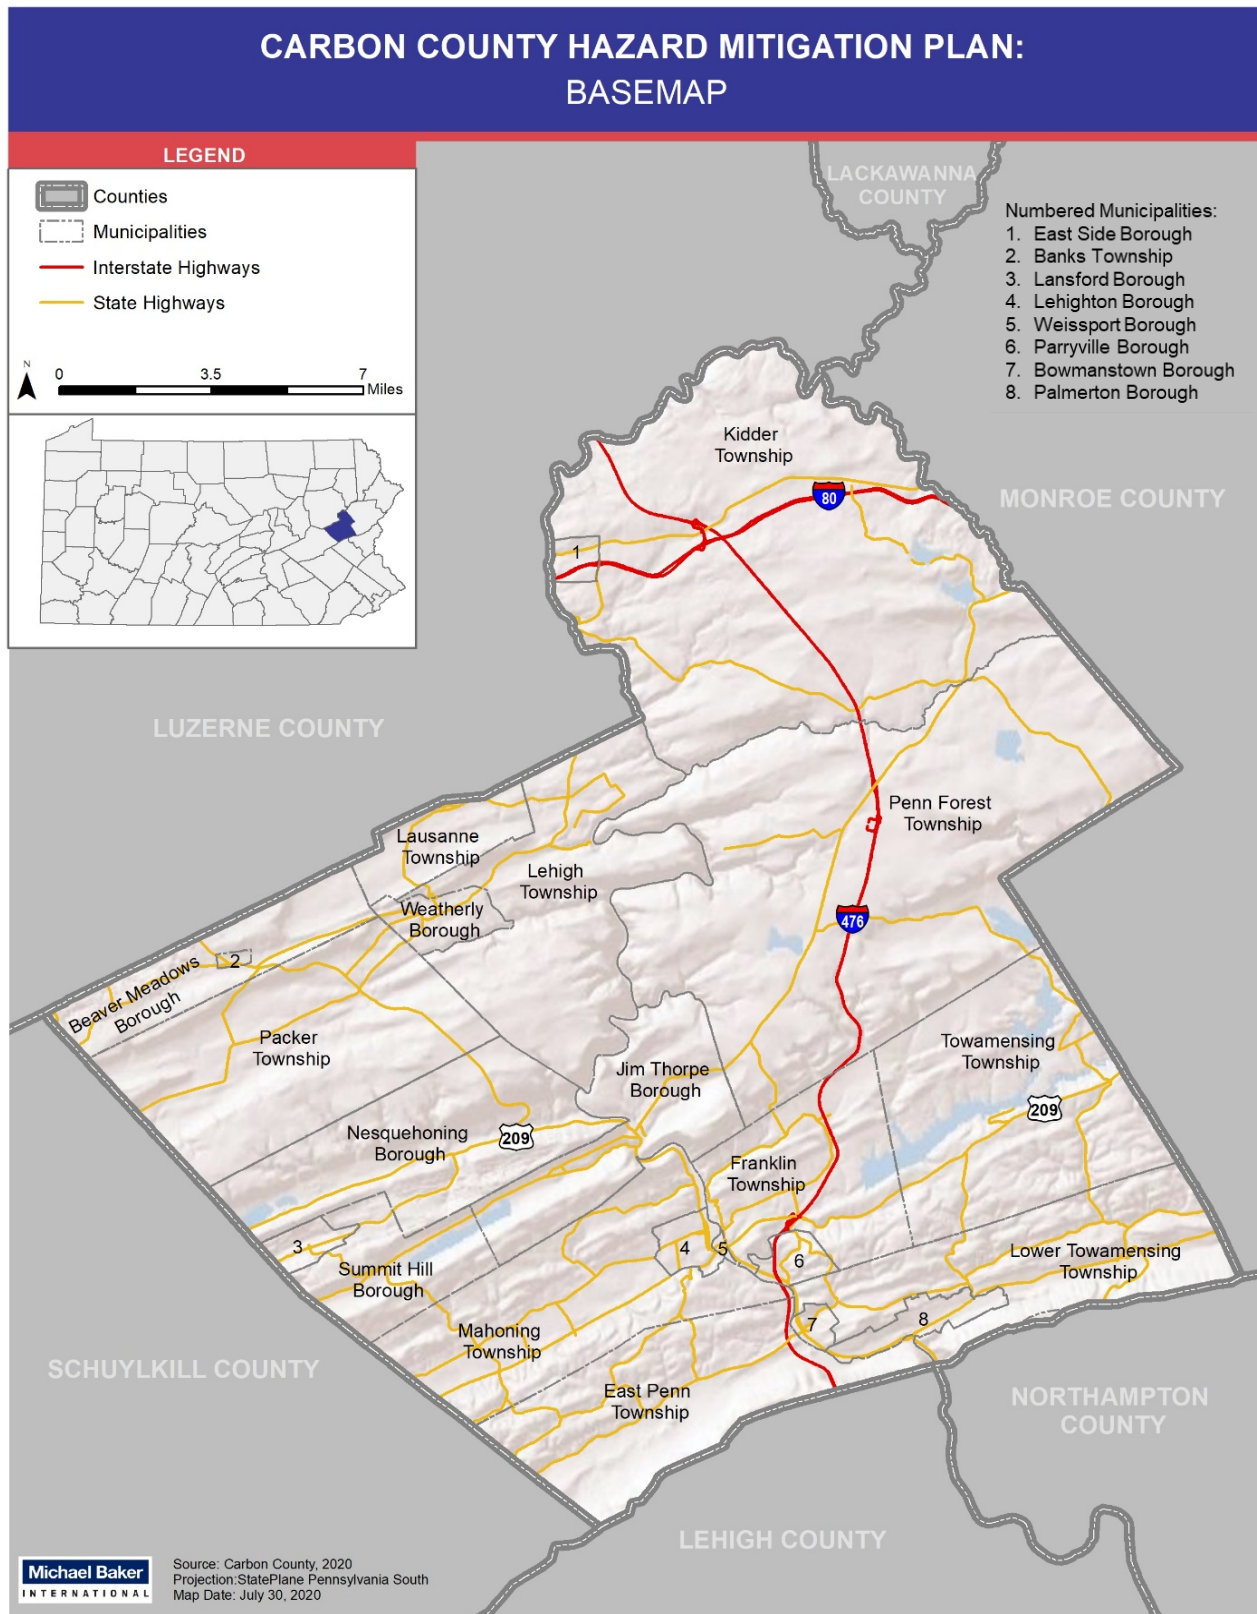 CARBON COUNTY HAZARD MITIGATION PLAN:
BASEMAP
LEGEND
Counties
Municipalities
Interstate Highways
State Highways
N
0 3.5 7
Miles
LACKAWANNA
COUNTY
Numbered Municipalities:
1. East Side Borough
2. Banks Township
3. Lansford Borough
4. Lehighton Borough
5. Weissport Borough
6. Parryville Borough
7. Bowmanstown Borough
8. Palmerton Borough
Kidder
Township
80
MONROE COUNTY
1
LUZERNE COUNTY
Penn Forest
Township
Lausanne
Township
Lehigh
Township
Weatherly
Borough
476
2
Beaver Meadows
Borough
Packer
Township
Towamensing
Township
Jim Thorpe
Borough
209
Nesquehoning
Borough
209
Franklin
Township
3
4
5
6
Lower Towamensing
Township
Summit Hill
Borough
7
8
Mahoning
Township
SCHUYLKILL COUNTY
East Penn
Township
NORTHAMPTON
COUNTY
LEHIGH COUNTY
Michael Baker
INTERNATIONAL
Source: Carbon County, 2020
Projection:StatePlane Pennsylvania South
Map Date: July 30, 2020